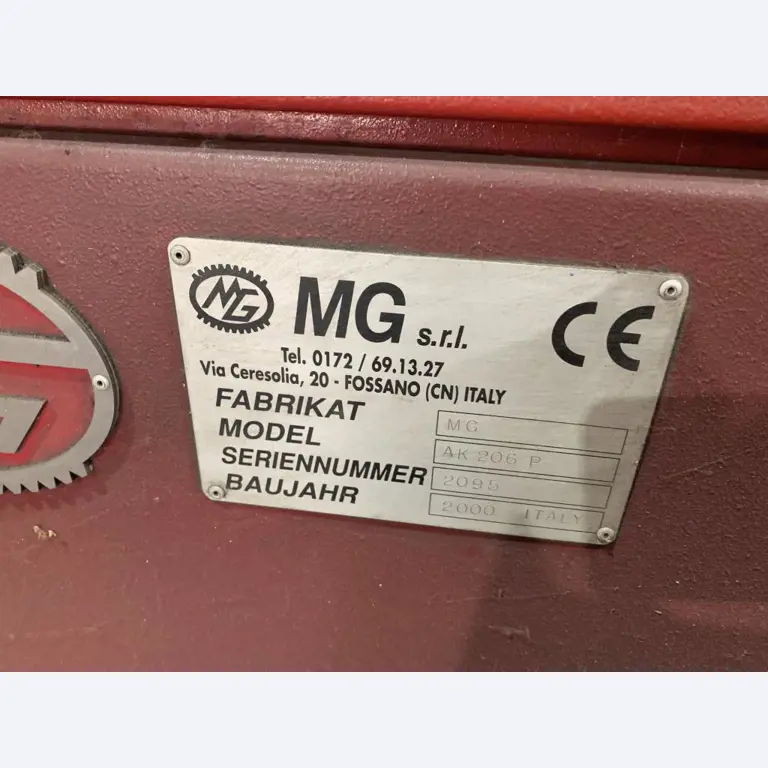 MG
MG s.r.l.
CE
Tel. 0172 / 69.13.27
Via Ceresolia, 20 - FOSSANO (CN) ITALY
FABRIKAT MG
MODEL AK 206 P
SERIENNUMMER 2095
BAUJAHR 2000 ITALY